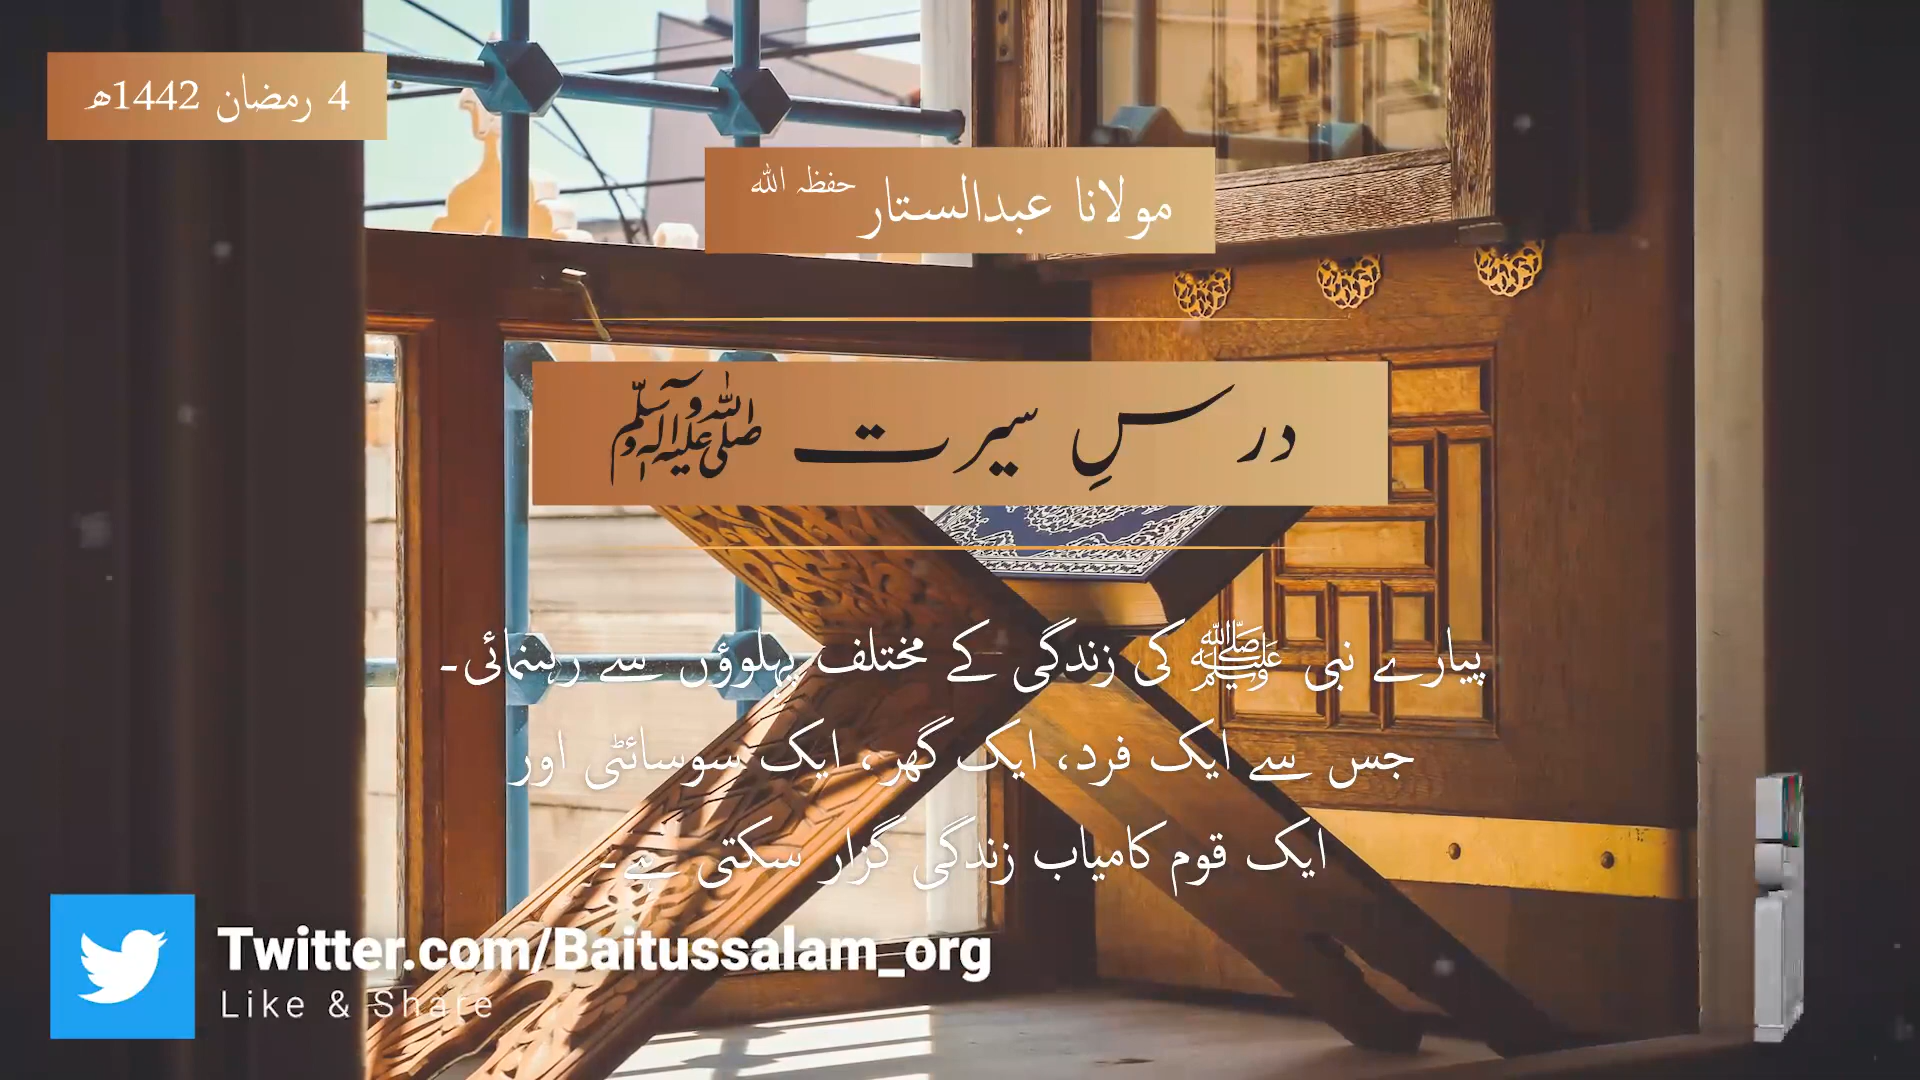 4 رمضان 1442ھ
مولانا عبدالستار حفظہ اللہ
درسِ سیرت صلی اللہ علیہ وآلہ وسلم
پیارے نبی ﷺ کی زندگی کے مختلف پہلوؤں سے رہنمائی۔
جس سے ایک فرد، ایک گھر، ایک سوسائٹی اور
ایک قوم کامیاب زندگی گزار سکتی ہے۔
Twitter.com/Baitussalam_org
Like & Share